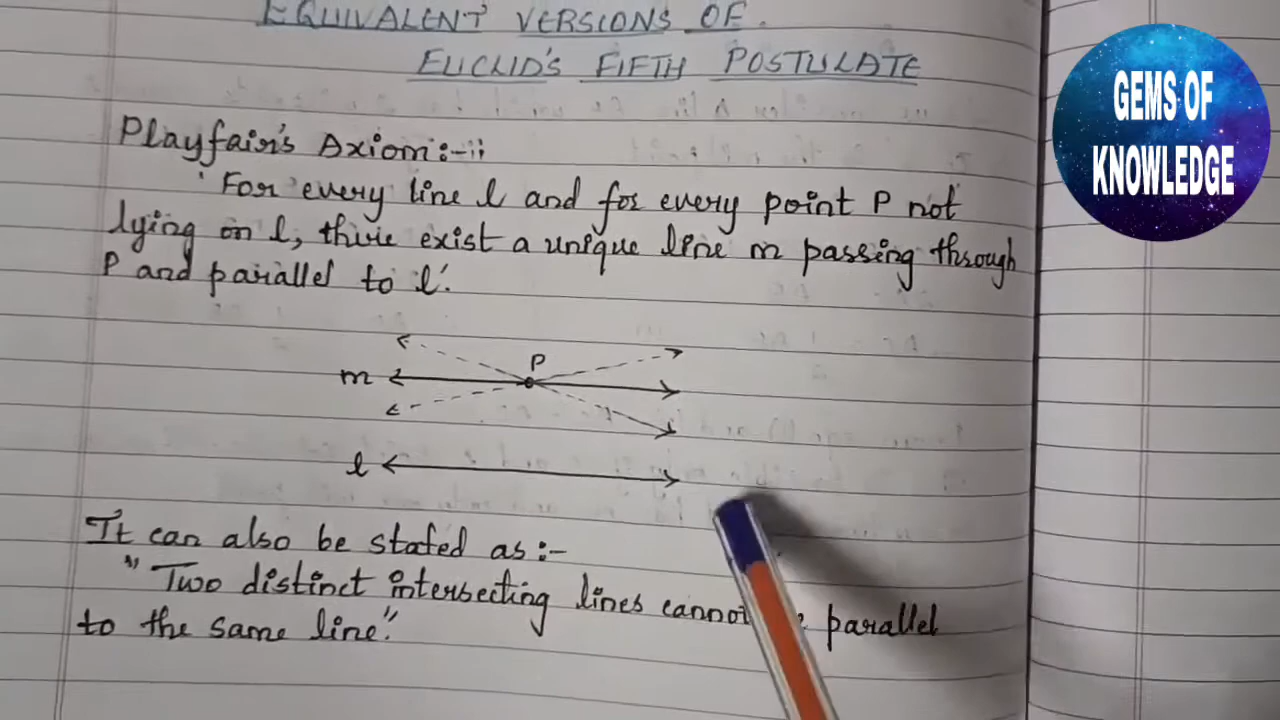 EQUIVALENT VERSIONS OF
EUCLID'S FIFTH POSTULATE
GEMS OF
KNOWLEDGE
Playfair's Axiom:-
'For every line l and for every point P not
lying on l, there exist a unique line m passing through
P and parallel to l'.
P
m
l
It can also be stated as :-
"Two distinct intersecting lines cannot parallel
to the same line"